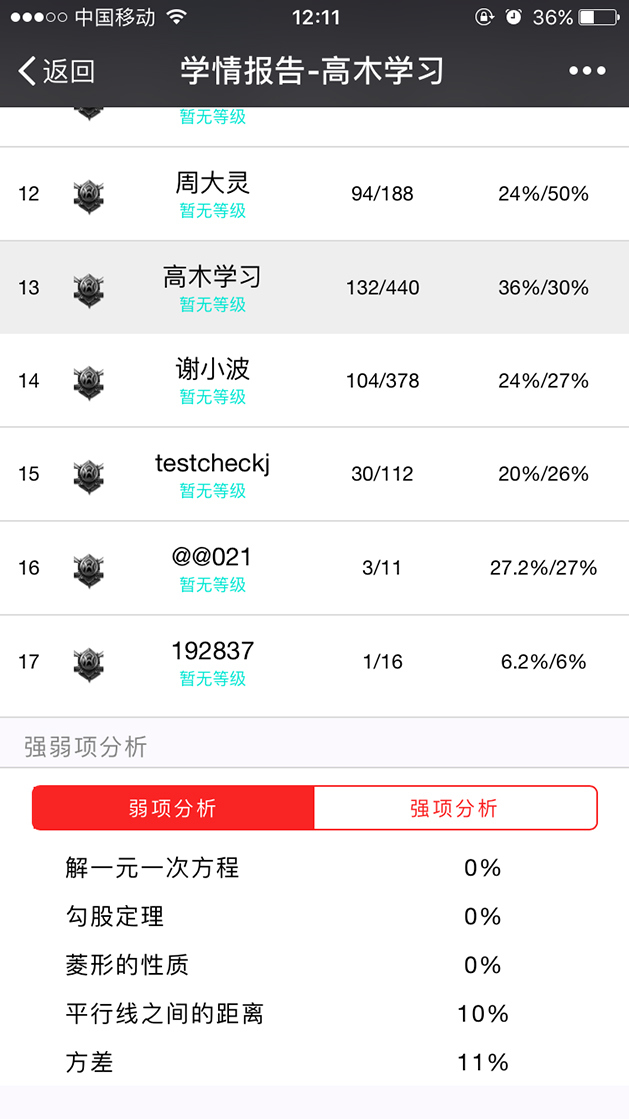 中国移动 12:11 36%
返回 学情报告-高木学习
暂无等级
12 周大灵 94/188 24%/50%
暂无等级
13 高木学习 132/440 36%/30%
暂无等级
14 谢小波 104/378 24%/27%
暂无等级
15 testcheckj 30/112 20%/26%
暂无等级
16 @@021 3/11 27.2%/27%
暂无等级
17 192837 1/16 6.2%/6%
暂无等级
强弱项分析
弱项分析 强项分析
解一元一次方程 0%
勾股定理 0%
菱形的性质 0%
平行线之间的距离 10%
方差 11%